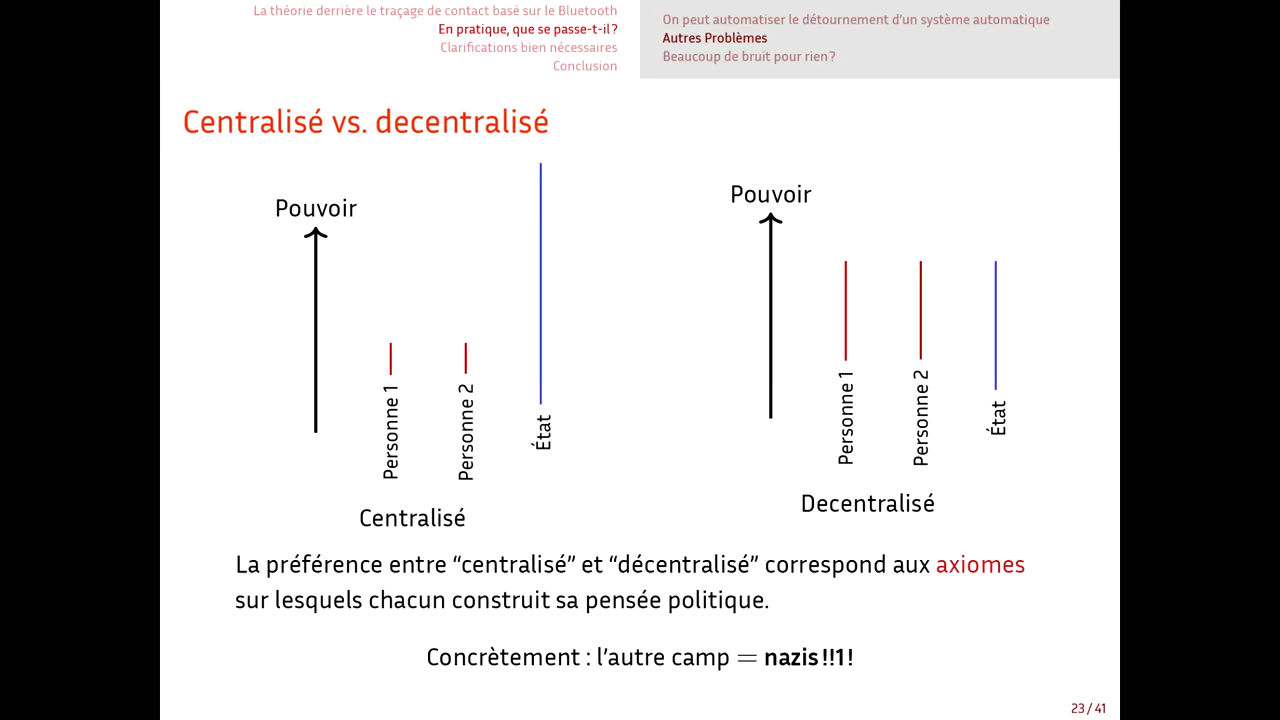 La théorie derrière le traçage de contact basé sur le Bluetooth
En pratique, que se passe-t-il ?
Clarifications bien nécessaires
Conclusion
On peut automatiser le détournement d'un système automatique
Autres Problèmes
Beaucoup de bruit pour rien ?
Centralisé vs. decentralisé
Pouvoir
Personne 1
Personne 2
État
Centralisé
Pouvoir
Personne 1
Personne 2
État
Decentralisé
La préférence entre “centralisé” et “décentralisé” correspond aux axiomes
sur lesquels chacun construit sa pensée politique.
Concrètement : l'autre camp = nazis !!1 !
23 / 41